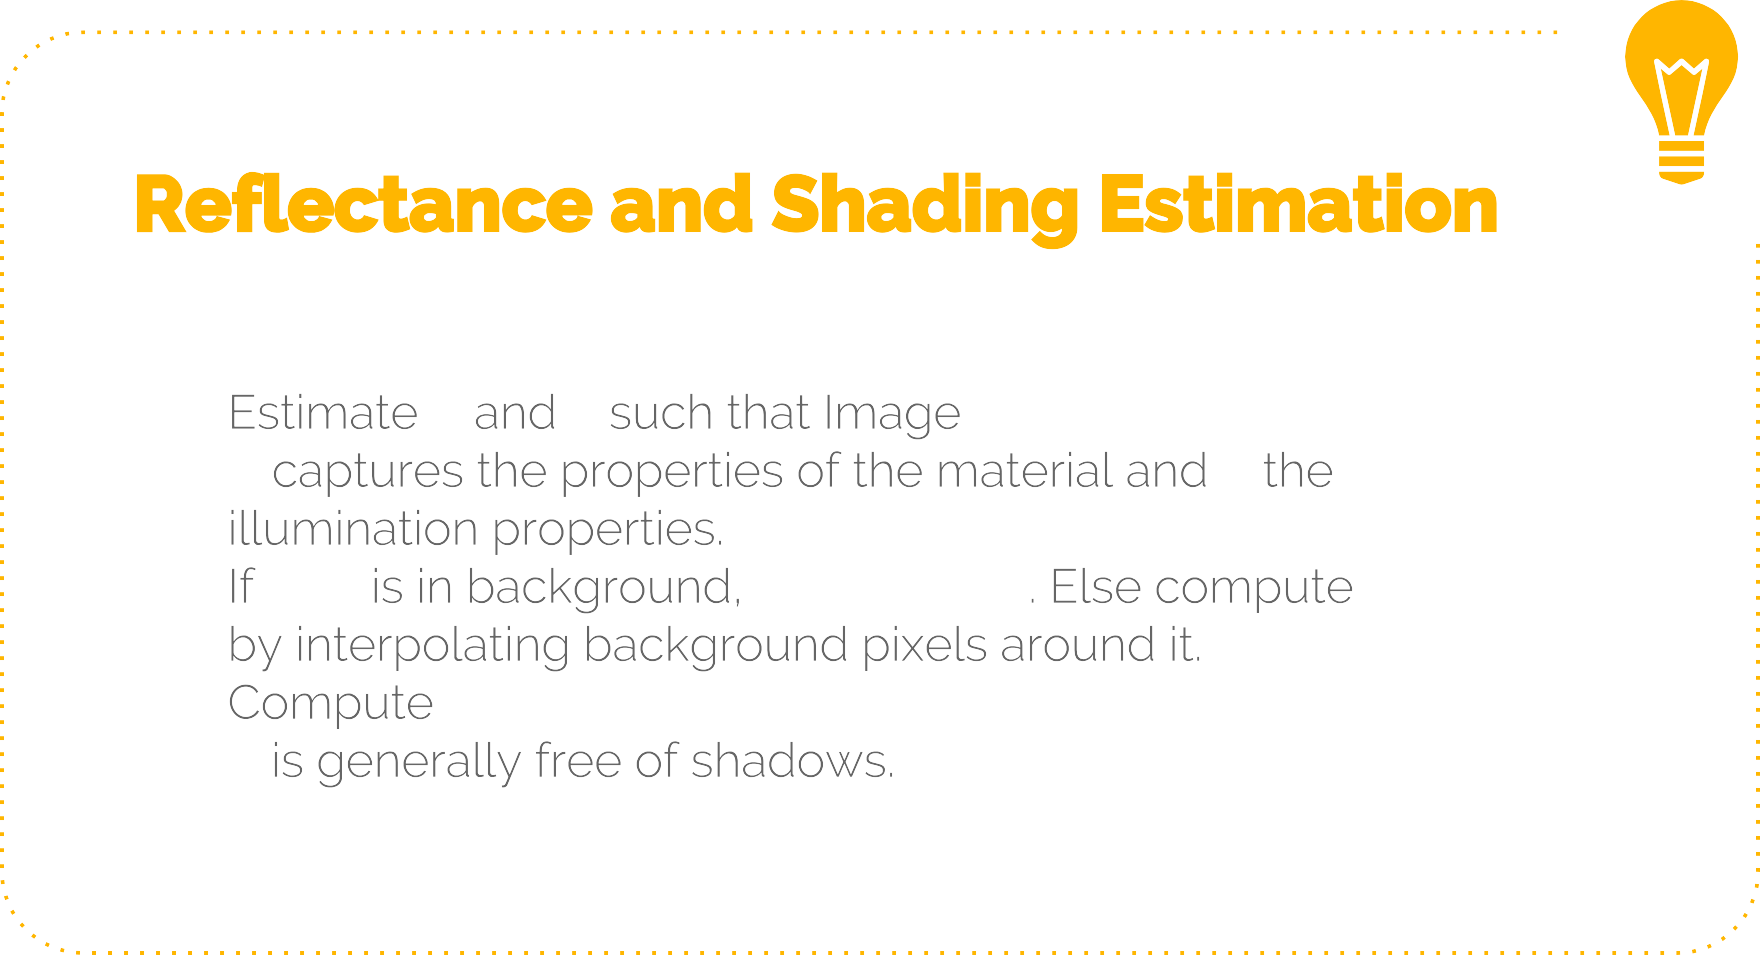 Reflectance and Shading Estimation
Estimate and such that Image
captures the properties of the material and the
illumination properties.
If is in background, . Else compute
by interpolating background pixels around it.
Compute
is generally free of shadows.